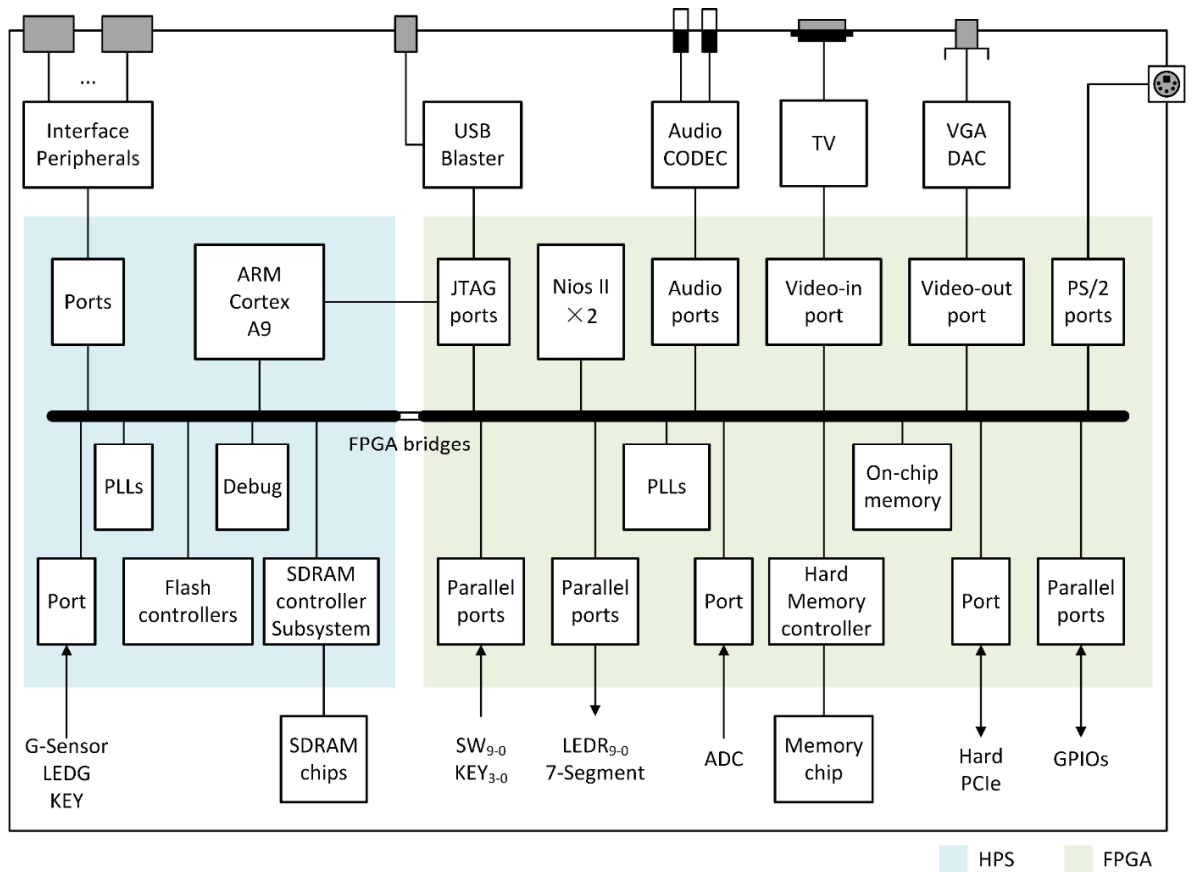 ...
Interface
Peripherals
USB
Blaster
Audio
CODEC
TV
VGA
DAC
Ports
ARM
Cortex
A9
JTAG
ports
Nios II
×2
Audio
ports
Video-in
port
Video-out
port
PS/2
ports
FPGA bridges
PLLs
Debug
PLLs
On-chip
memory
Port
Flash
controllers
SDRAM
controller
Subsystem
Parallel
ports
Parallel
ports
Port
Hard
Memory
controller
Port
Parallel
ports
G-Sensor
LEDG
KEY
SDRAM
chips
SW9-0
KEY3-0
LEDR9-0
7-Segment
ADC
Memory
chip
Hard
PCIe
GPIOs
HPS
FPGA